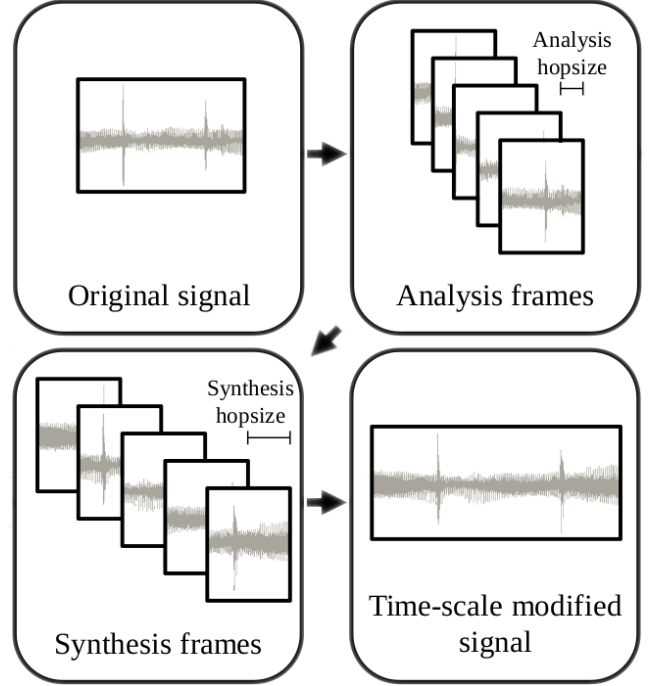 Original signal
Analysis
hopsize
Analysis frames
Synthesis
hopsize
Synthesis frames
Time-scale modified
signal